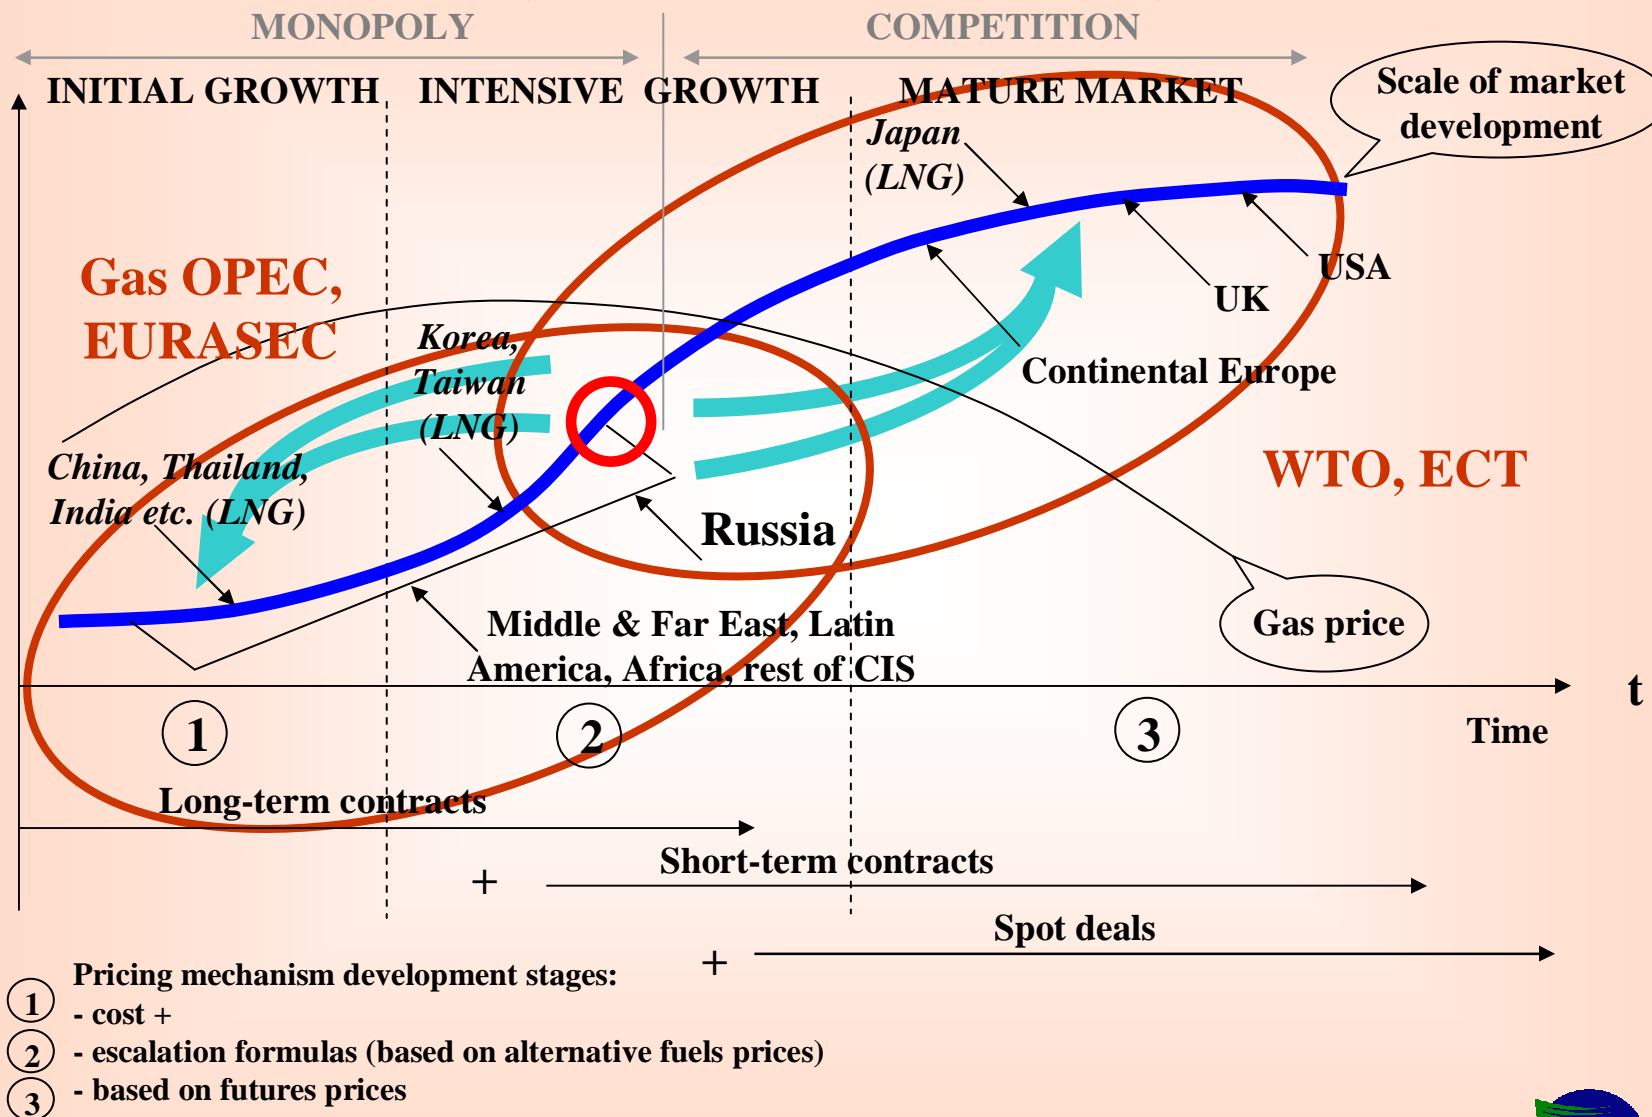 MONOPOLY
COMPETITION
INITIAL GROWTH
INTENSIVE GROWTH
MATURE MARKET
Scale of market
development
Japan
(LNG)
Gas OPEC,
EURASEC
USA
UK
Korea,
Taiwan
(LNG)
Continental Europe
China, Thailand,
India etc. (LNG)
WTO, ECT
Russia
Middle & Far East, Latin
America, Africa, rest of CIS
Gas price
t
Time
1
2
3
Long-term contracts
+
Short-term contracts
+
Spot deals
Pricing mechanism development stages:
1 - cost +
2 - escalation formulas (based on alternative fuels prices)
3 - based on futures prices